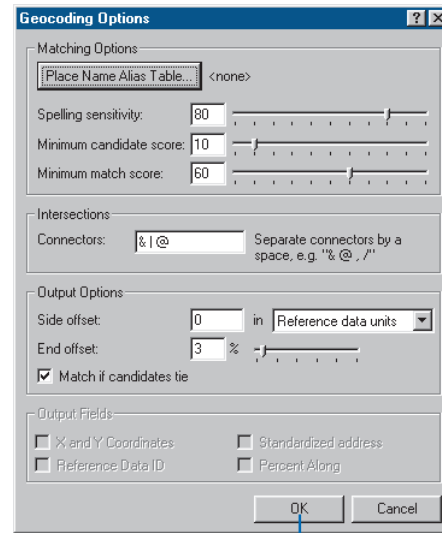 Geocoding Options
Matching Options
Place Name Alias Table... <none>
Spelling sensitivity: 80
Minimum candidate score: 10
Minimum match score: 60
Intersections
Connectors: & | @ Separate connectors by a
space, e.g. "& @ , /"
Output Options
Side offset: 0 in Reference data units
End offset: 3 %
Match if candidates tie
Output Fields
X and Y Coordinates Standardized address
Reference Data ID Percent Along
OK Cancel